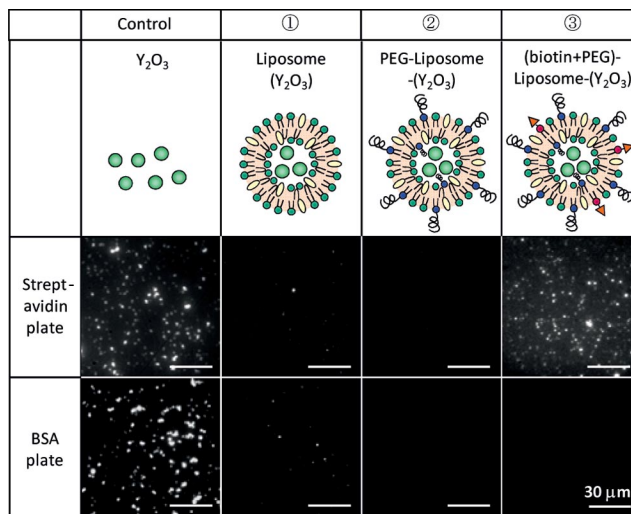 Control ① ② ③
Y₂O₃
Liposome
(Y₂O₃)
PEG-Liposome
-(Y₂O₃)
(biotin+PEG)-
Liposome-(Y₂O₃)
Strept-
avidin
plate
BSA
plate
30 μm